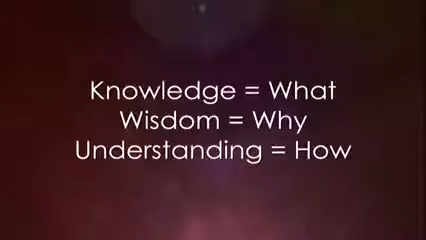 Knowledge = What
Wisdom = Why
Understanding = How